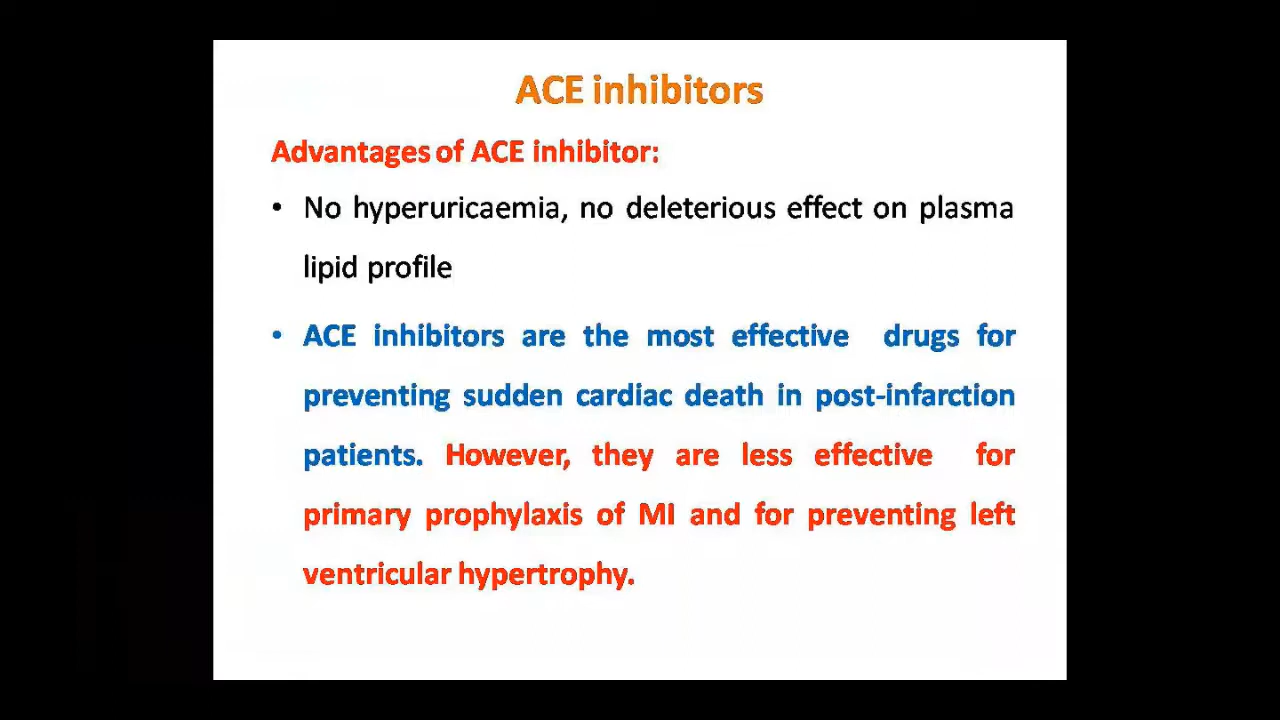 ACE inhibitors
Advantages of ACE inhibitor:
• No hyperuricaemia, no deleterious effect on plasma
lipid profile
• ACE inhibitors are the most effective drugs for
preventing sudden cardiac death in post-infarction
patients. However, they are less effective for
primary prophylaxis of MI and for preventing left
ventricular hypertrophy.